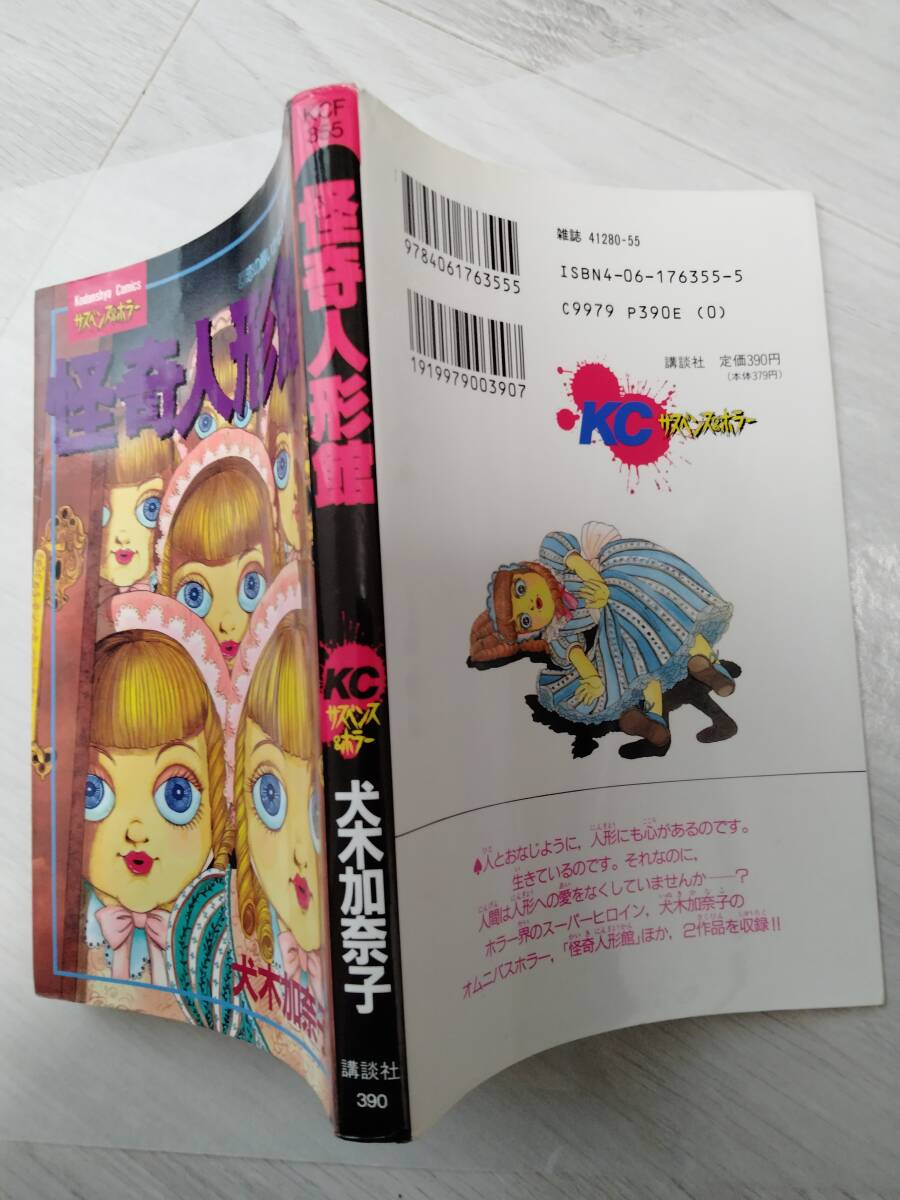 Kodansha Comics
サスペンス&ホラー
怪奇人形
犬木加奈子
KCF
855
怪奇人形館
KC
サスペンス
&ホラー
犬木加奈子
講談社
390
9784061763555
1919979003907
雑誌 41280-55
ISBN4-06-176355-5
C9979 P390E (0)
講談社 定価390円
(本体379円)
KC サスペンス&ホラー
♠人とおなじように,人形にも心があるのです。
生きているのです。それなのに,
人間は人形への愛をなくしていませんか——?
ホラー界のスーパーヒロイン,犬木加奈子の
オムニバスホラー,「怪奇人形館」ほか,2作品を収録!!